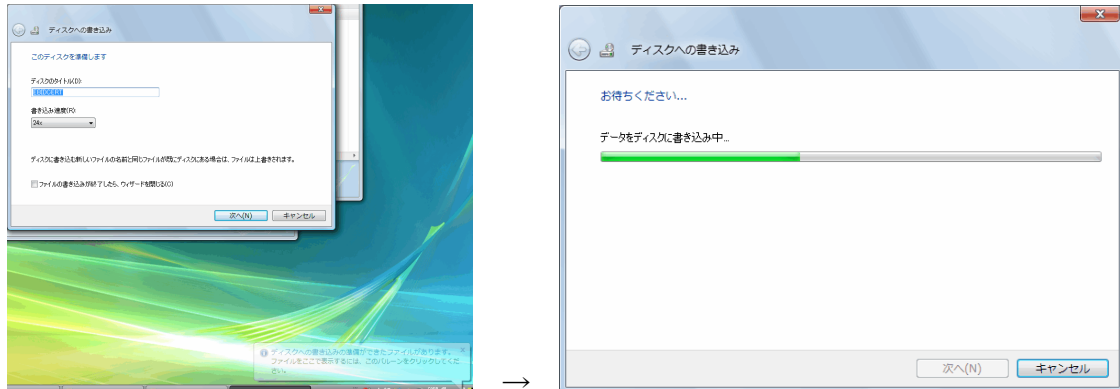 ディスクへの書き込み
このディスクを準備します
ディスクのタイトル(D):
書き込み速度(R):
24x
ディスクに書き込む新しいファイルの名前と同じファイルが既にディスクにある場合は、ファイルは上書きされます。
ファイルの書き込みが終了したら、ウィザードを閉じる(C)
次へ(N) キャンセル
ディスクへの書き込みの準備ができたファイルがあります。
ファイルをここで表示するには、このバルーンをクリックしてくだ
さい。
→
ディスクへの書き込み
お待ちください...
データをディスクに書き込み中...
次へ(N) キャンセル